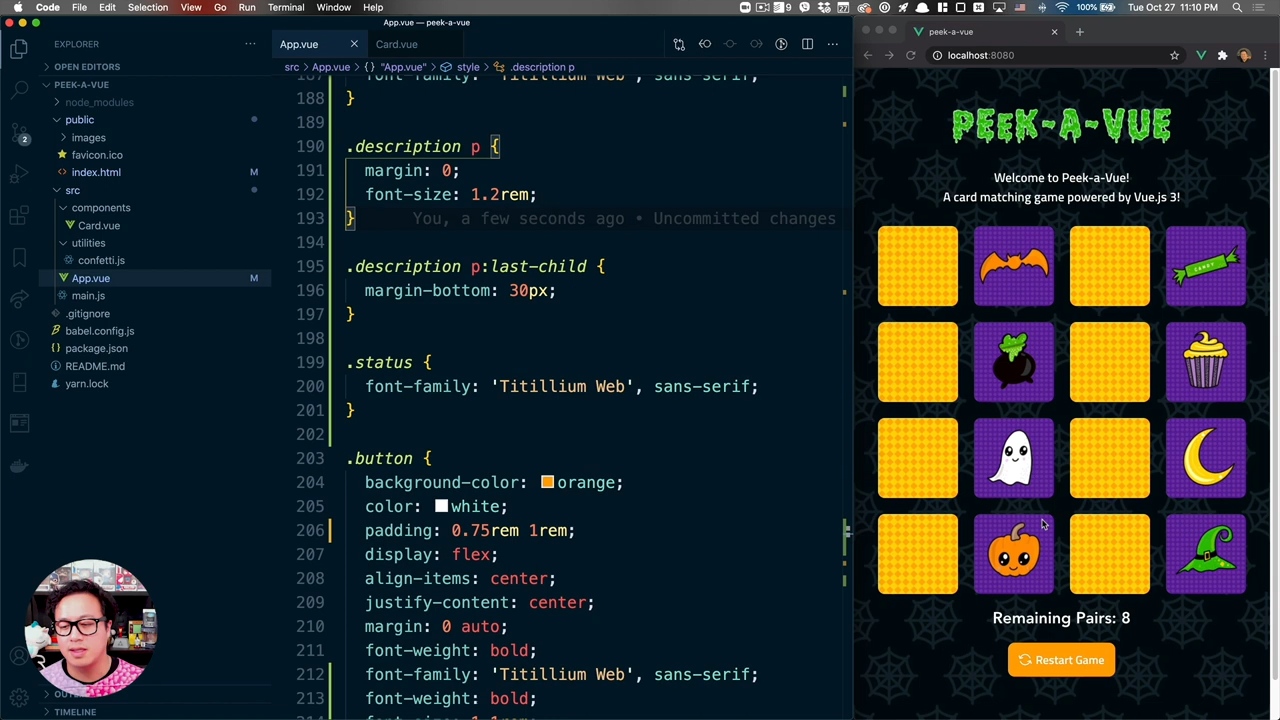 Code File Edit Selection View Go Run Terminal Window Help
9
27
100%
Tue Oct 27 11:10 PM
App.vue — peek-a-vue
EXPLORER
OPEN EDITORS
PEEK-A-VUE
node_modules
public
images
favicon.ico
index.html M
src
components
Card.vue
utilities
confetti.js
App.vue M
main.js
.gitignore
babel.config.js
package.json
README.md
yarn.lock
TIMELINE
2
App.vue
Card.vue
src > App.vue > {} "App.vue" > style > .description p
188 }
189
190 .description p {
191 margin: 0;
192 font-size: 1.2rem;
193 } You, a few seconds ago • Uncommitted changes
194
195 .description p:last-child {
196 margin-bottom: 30px;
197 }
198
199 .status {
200 font-family: 'Titillium Web', sans-serif;
201 }
202
203 .button {
204 background-color: orange;
205 color: white;
206 padding: 0.75rem 1rem;
207 display: flex;
208 align-items: center;
209 justify-content: center;
210 margin: 0 auto;
211 font-weight: bold;
212 font-family: 'Titillium Web', sans-serif;
213 font-weight: bold;
peek-a-vue
localhost:8080
PEEK-A-VUE
Welcome to Peek-a-Vue!
A card matching game powered by Vue.js 3!
CANDY
Remaining Pairs: 8
Restart Game